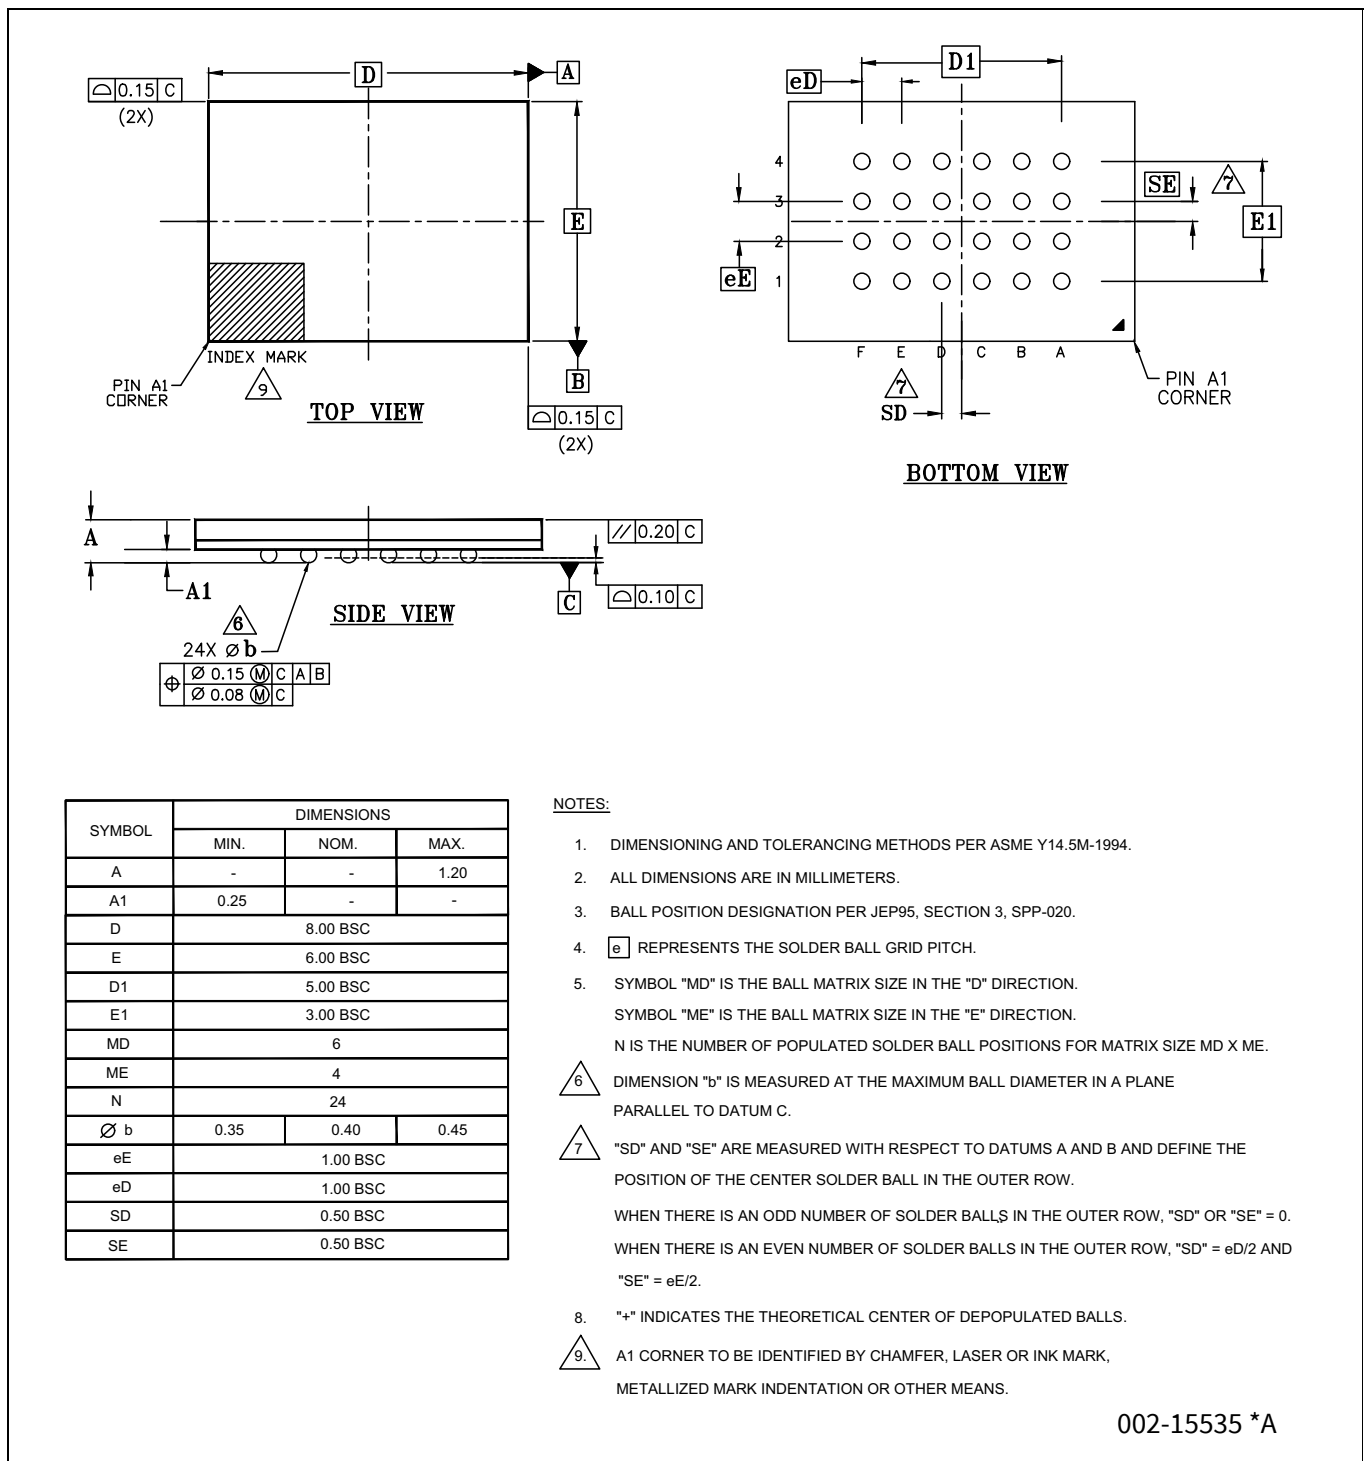 D
A
⌓ 0.15 C
(2X)
E
INDEX MARK
9
PIN A1
CORNER
B
TOP VIEW
⌓ 0.15 C
(2X)
D1
eD
4
3
2
1
SE
7
E1
eE
F E D C B A
7
SD
PIN A1
CORNER
BOTTOM VIEW
A
A1
// 0.20 C
C
⌓ 0.10 C
SIDE VIEW
6
24X Ø b
⌖ Ø 0.15 Ⓜ C A B
Ø 0.08 Ⓜ C
SYMBOL DIMENSIONS
MIN. NOM. MAX.
A - - 1.20
A1 0.25 - -
D 8.00 BSC
E 6.00 BSC
D1 5.00 BSC
E1 3.00 BSC
MD 6
ME 4
N 24
Ø b 0.35 0.40 0.45
eE 1.00 BSC
eD 1.00 BSC
SD 0.50 BSC
SE 0.50 BSC
NOTES:
1. DIMENSIONING AND TOLERANCING METHODS PER ASME Y14.5M-1994.
2. ALL DIMENSIONS ARE IN MILLIMETERS.
3. BALL POSITION DESIGNATION PER JEP95, SECTION 3, SPP-020.
4. e REPRESENTS THE SOLDER BALL GRID PITCH.
5. SYMBOL "MD" IS THE BALL MATRIX SIZE IN THE "D" DIRECTION.
SYMBOL "ME" IS THE BALL MATRIX SIZE IN THE "E" DIRECTION.
N IS THE NUMBER OF POPULATED SOLDER BALL POSITIONS FOR MATRIX SIZE MD X ME.
6 DIMENSION "b" IS MEASURED AT THE MAXIMUM BALL DIAMETER IN A PLANE
PARALLEL TO DATUM C.
7 "SD" AND "SE" ARE MEASURED WITH RESPECT TO DATUMS A AND B AND DEFINE THE
POSITION OF THE CENTER SOLDER BALL IN THE OUTER ROW.
WHEN THERE IS AN ODD NUMBER OF SOLDER BALLS IN THE OUTER ROW, "SD" OR "SE" = 0.
WHEN THERE IS AN EVEN NUMBER OF SOLDER BALLS IN THE OUTER ROW, "SD" = eD/2 AND
"SE" = eE/2.
8. "+" INDICATES THE THEORETICAL CENTER OF DEPOPULATED BALLS.
9. A1 CORNER TO BE IDENTIFIED BY CHAMFER, LASER OR INK MARK,
METALLIZED MARK INDENTATION OR OTHER MEANS.
002-15535 *A